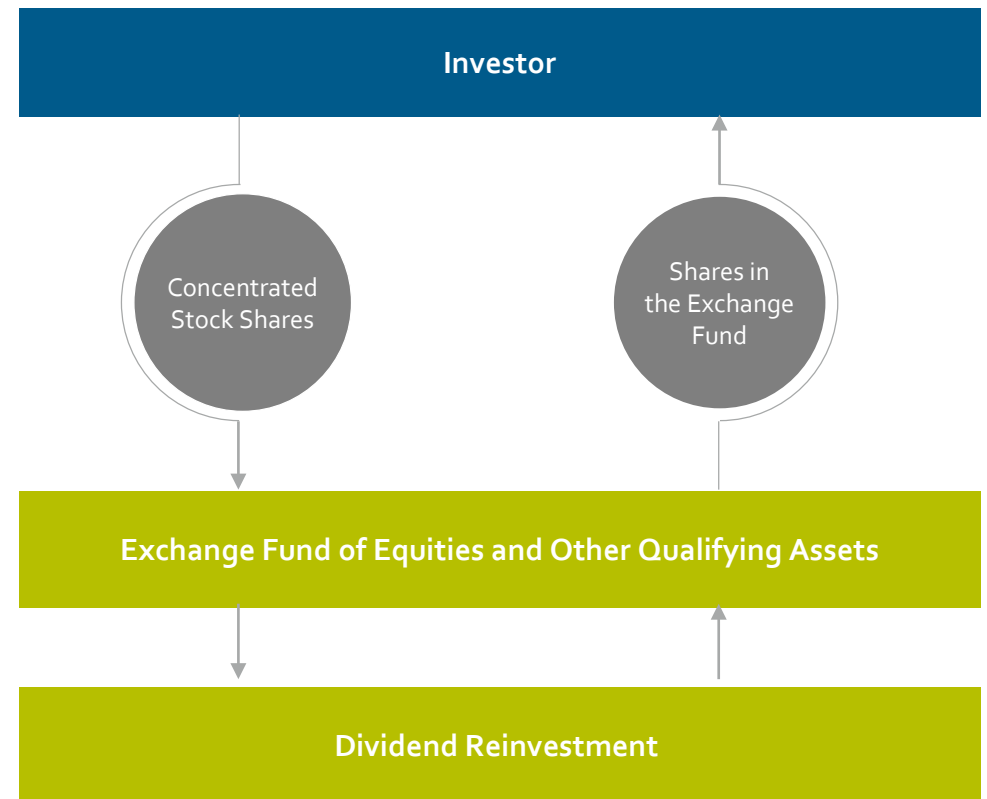 Investor
Concentrated
Stock Shares
Shares in
the Exchange
Fund
Exchange Fund of Equities and Other Qualifying Assets
Dividend Reinvestment